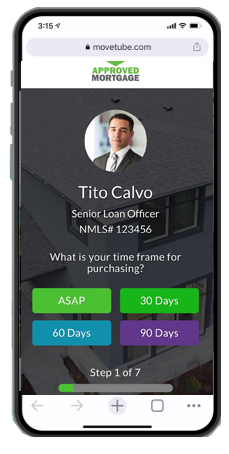 3:15
movetube.com
APPROVED
MORTGAGE
Tito Calvo
Senior Loan Officer
NMLS# 123456
What is your time frame for
purchasing?
ASAP
30 Days
60 Days
90 Days
Step 1 of 7